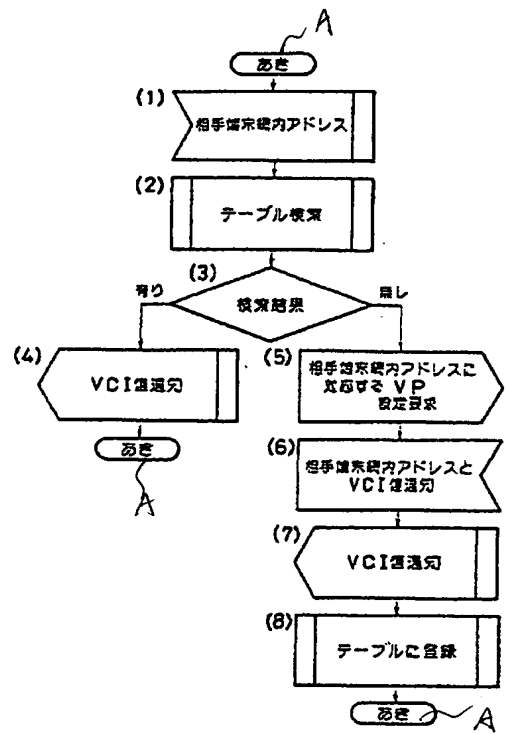 A
あき
(1)
相手端末網内アドレス
(2)
テーブル検索
(3)
検索結果
有り
無し
(4)
VCI値通知
あき
A
(5)
相手端末網内アドレスに
対応するVP
設定要求
(6)
相手端末網内アドレスと
VCI値通知
(7)
VCI値通知
(8)
テーブルに登録
あき
A